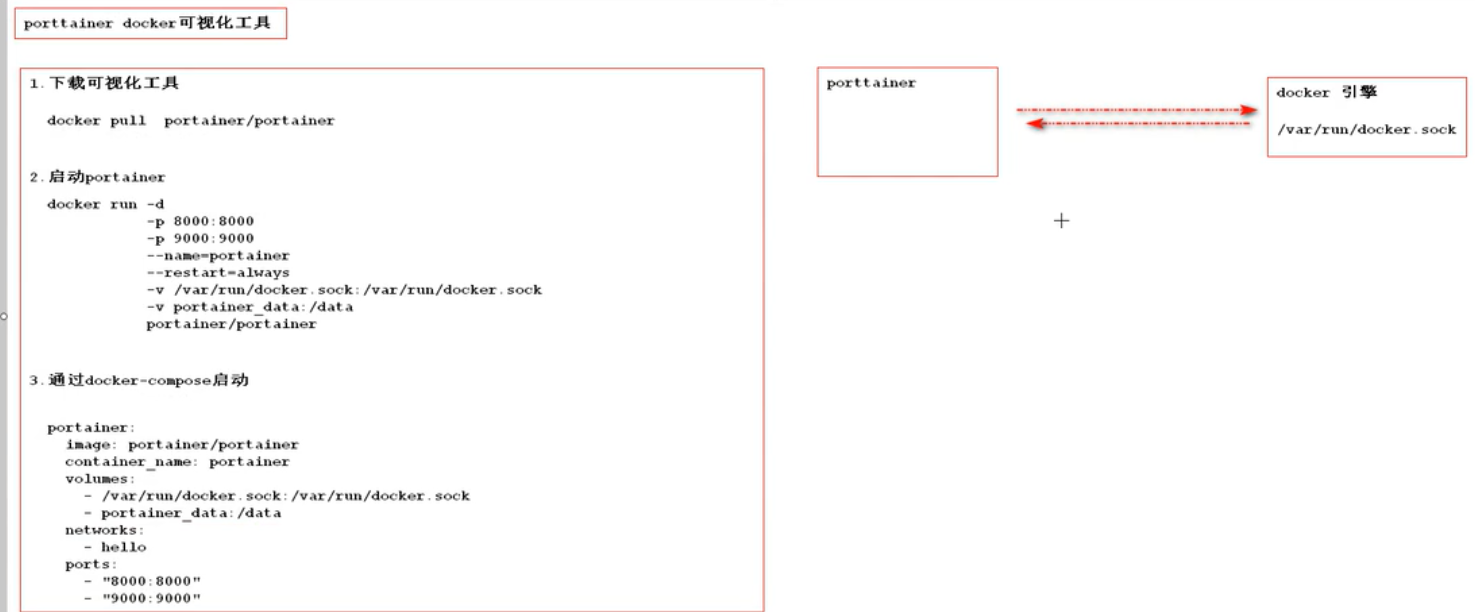 porttainer docker可视化工具
1.下载可视化工具
docker pull  portainer/portainer
2.启动portainer
docker run -d
-p 8000:8000
-p 9000:9000
--name=portainer
--restart=always
-v /var/run/docker.sock:/var/run/docker.sock
-v portainer_data:/data
portainer/portainer
3.通过docker-compose启动
portainer:
image: portainer/portainer
container_name: portainer
volumes:
- /var/run/docker.sock:/var/run/docker.sock
- portainer_data:/data
networks:
- hello
ports:
- "8000:8000"
- "9000:9000"
porttainer
docker 引擎
/var/run/docker.sock